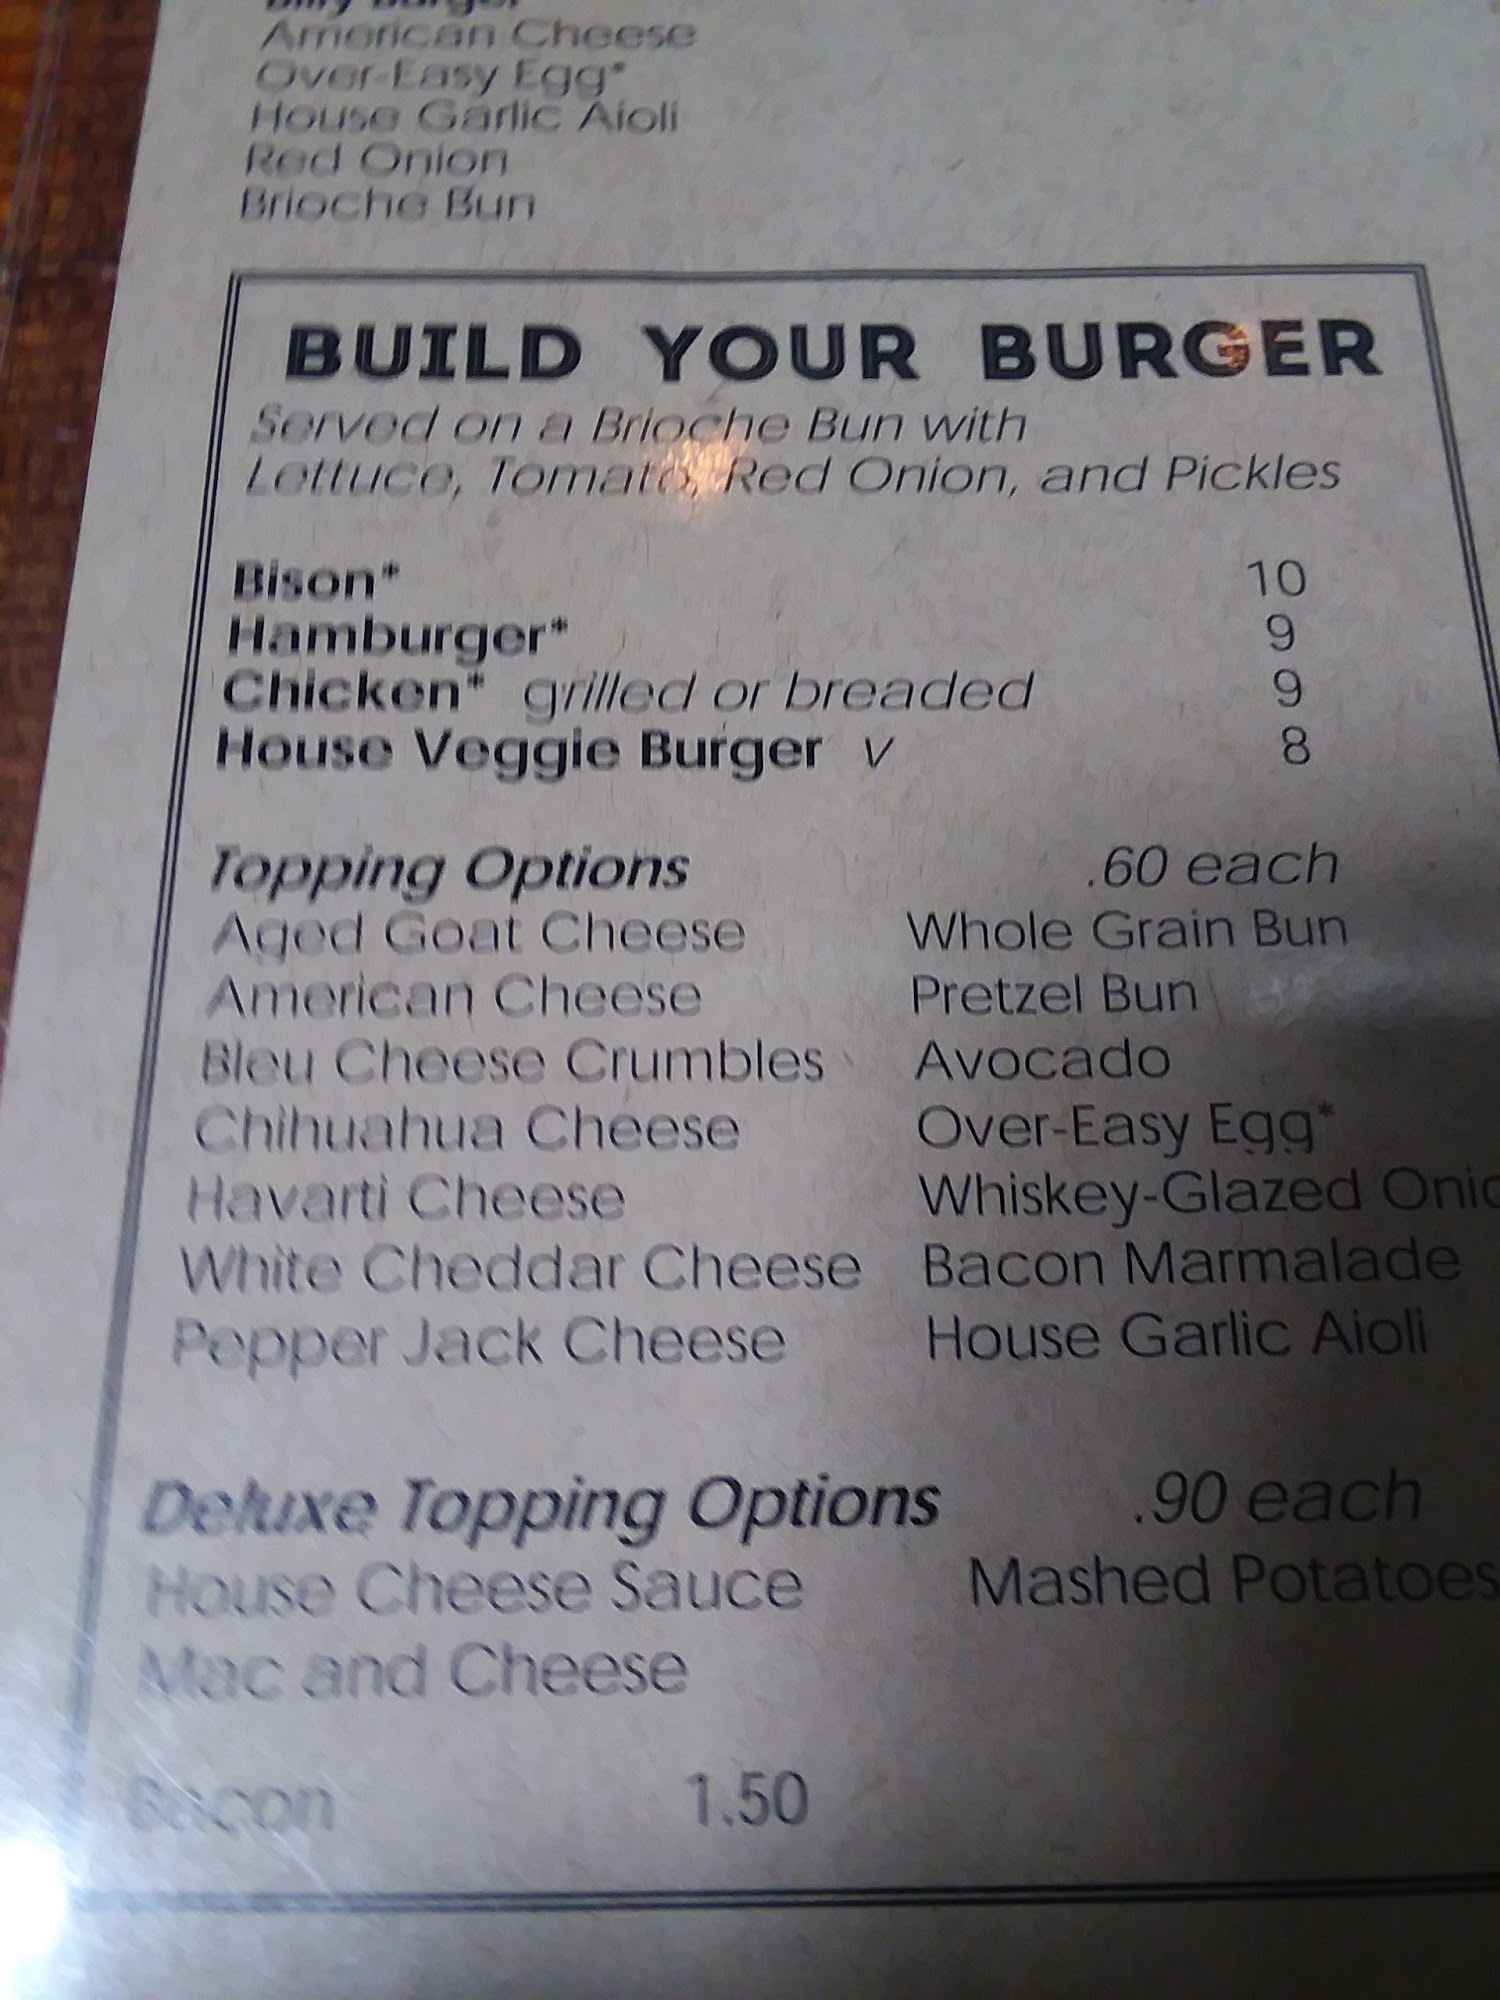 Burger
American Cheese
Over-Easy Egg*
House Garlic Aioli
Red Onion
Brioche Bun
BUILD YOUR BURGER
Served on a Brioche Bun with
Lettuce, Tomato, Red Onion, and Pickles
Bison* 10
Hamburger* 9
Chicken* grilled or breaded 9
House Veggie Burger V 8
Topping Options .60 each
Aged Goat Cheese Whole Grain Bun
American Cheese Pretzel Bun
Bleu Cheese Crumbles Avocado
Chihuahua Cheese Over-Easy Egg*
Havarti Cheese Whiskey-Glazed
White Cheddar Cheese Bacon Marmalade
Pepper Jack Cheese House Garlic Aioli
Deluxe Topping Options .90 each
House Cheese Sauce Mashed Potatoes
Mac and Cheese
Bacon 1.50